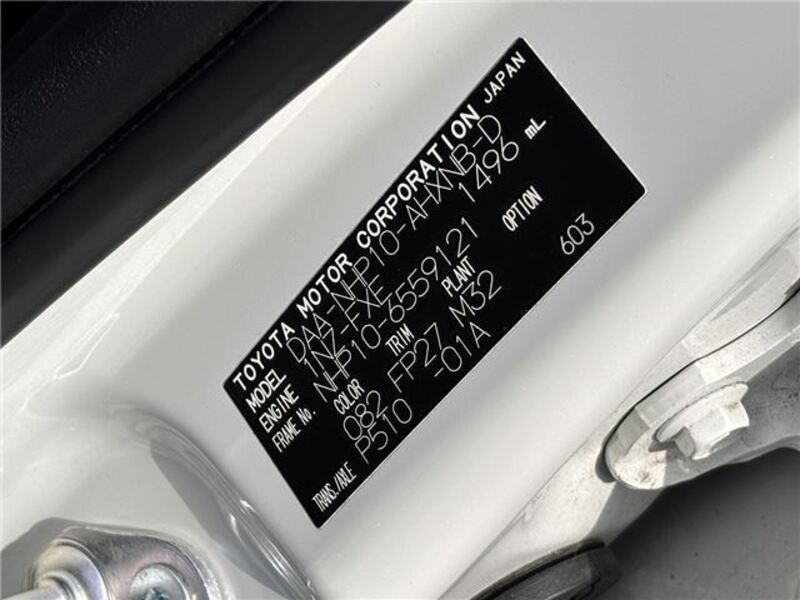 TOYOTA MOTOR CORPORATION JAPAN
MODEL DAA-NHP10-AHXNB-D
ENGINE 1NZ-FXE 1496 mL
FRAME No. NHP10-6559121
COLOR TRIM PLANT OPTION
082 FP27 M32 603
TRANS./AXLE P510 -01A